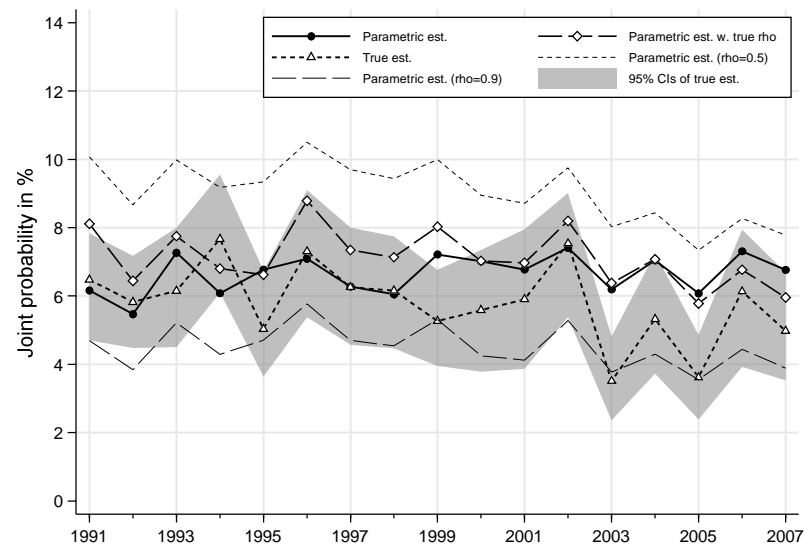 14
12
10
8
6
4
2
0
Joint probability in %
Parametric est.
True est.
Parametric est. (rho=0.9)
Parametric est. w. true rho
Parametric est. (rho=0.5)
95% CIs of true est.
1991 1993 1995 1997 1999 2001 2003 2005 2007